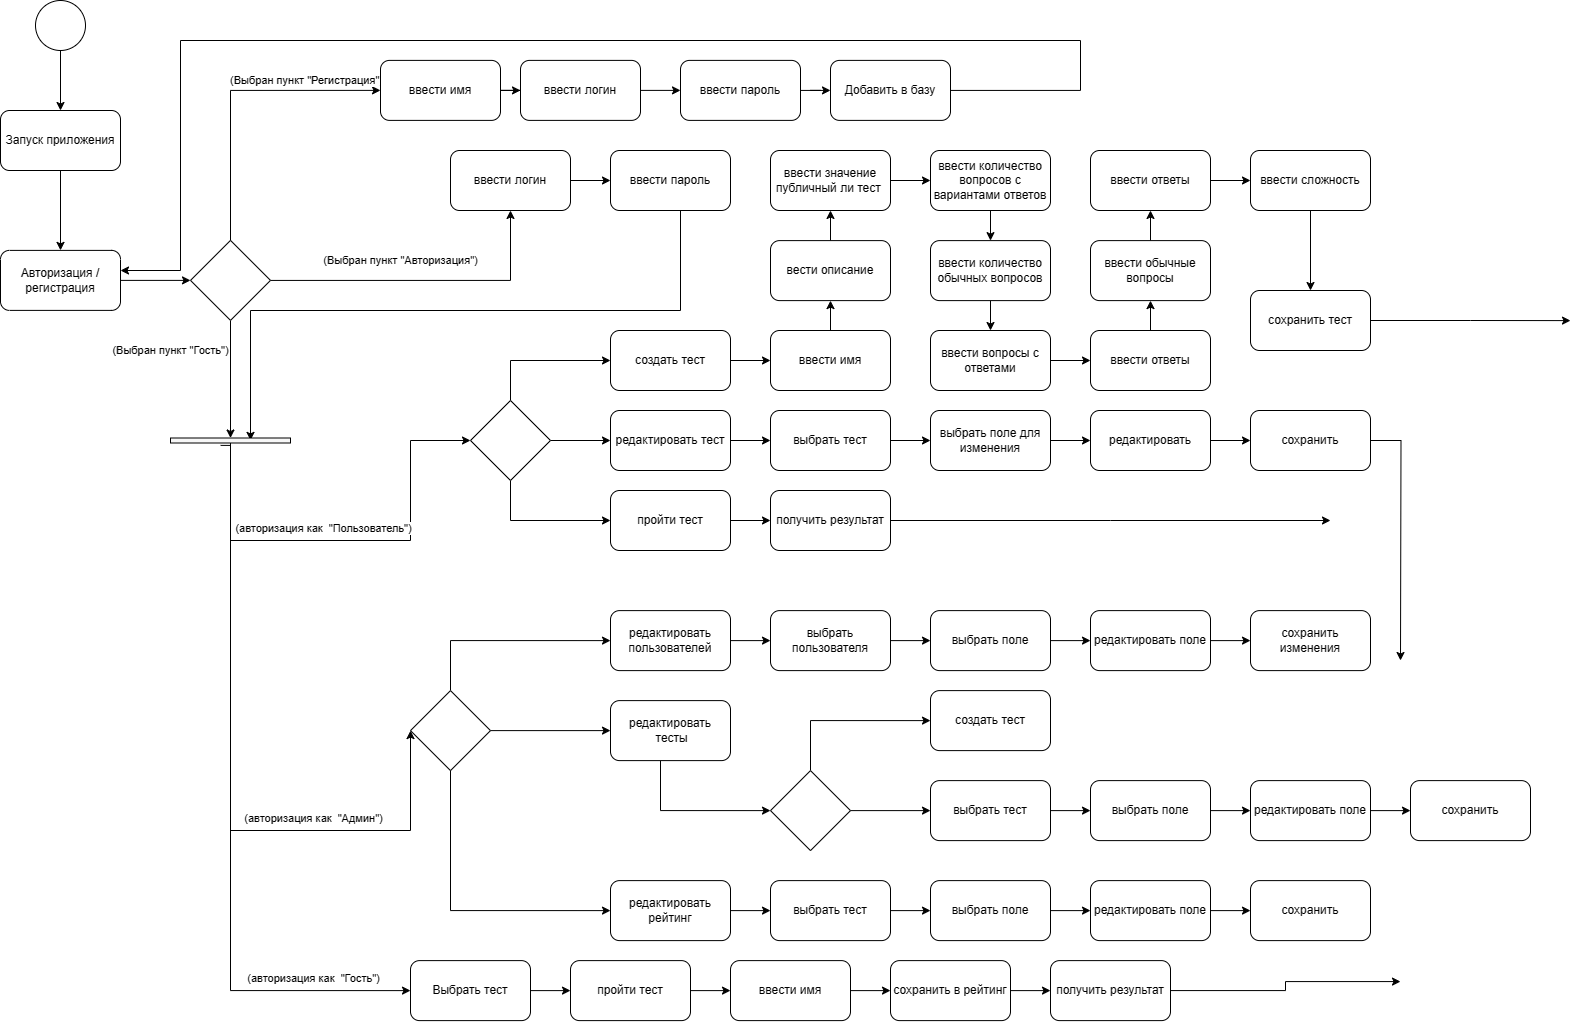 (Выбран пункт "Регистрация"
ввести имя
ввести логин
ввести пароль
Добавить в базу
Запуск приложения
ввести логин
ввести пароль
ввести значение
публичный ли тест
ввести количество
вопросов с
вариантами ответов
ввести ответы
ввести сложность
Авторизация /
регистрация
(Выбран пункт "Авторизация")
вести описание
ввести количество
обычных вопросов
ввести обычные
вопросы
сохранить тест
(Выбран пункт "Гость")
создать тест
ввести имя
ввести вопросы с
ответами
ввести ответы
редактировать тест
выбрать тест
выбрать поле для
изменения
редактировать
сохранить
(авторизация как "Пользователь")
пройти тест
получить результат
редактировать
пользователей
выбрать
пользователя
выбрать поле
редактировать поле
сохранить
изменения
редактировать
тесты
создать тест
(авторизация как "Админ")
выбрать тест
выбрать поле
редактировать поле
сохранить
редактировать
рейтинг
выбрать тест
выбрать поле
редактировать поле
сохранить
(авторизация как "Гость")
Выбрать тест
пройти тест
ввести имя
сохранить в рейтинг
получить результат